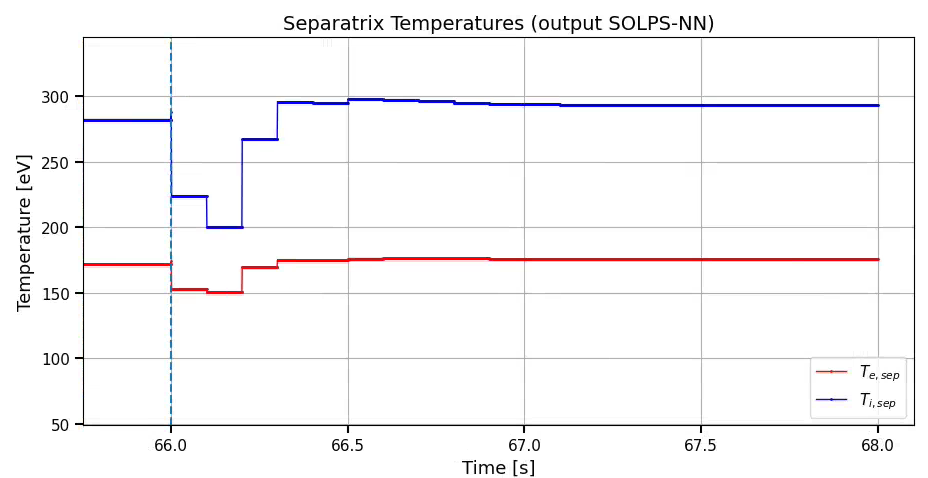 Separatrix Temperatures (output SOLPS-NN)
Temperature [eV]
300
250
200
150
100
50
T_{e,sep}
T_{i,sep}
66.0 66.5 67.0 67.5 68.0
Time [s]